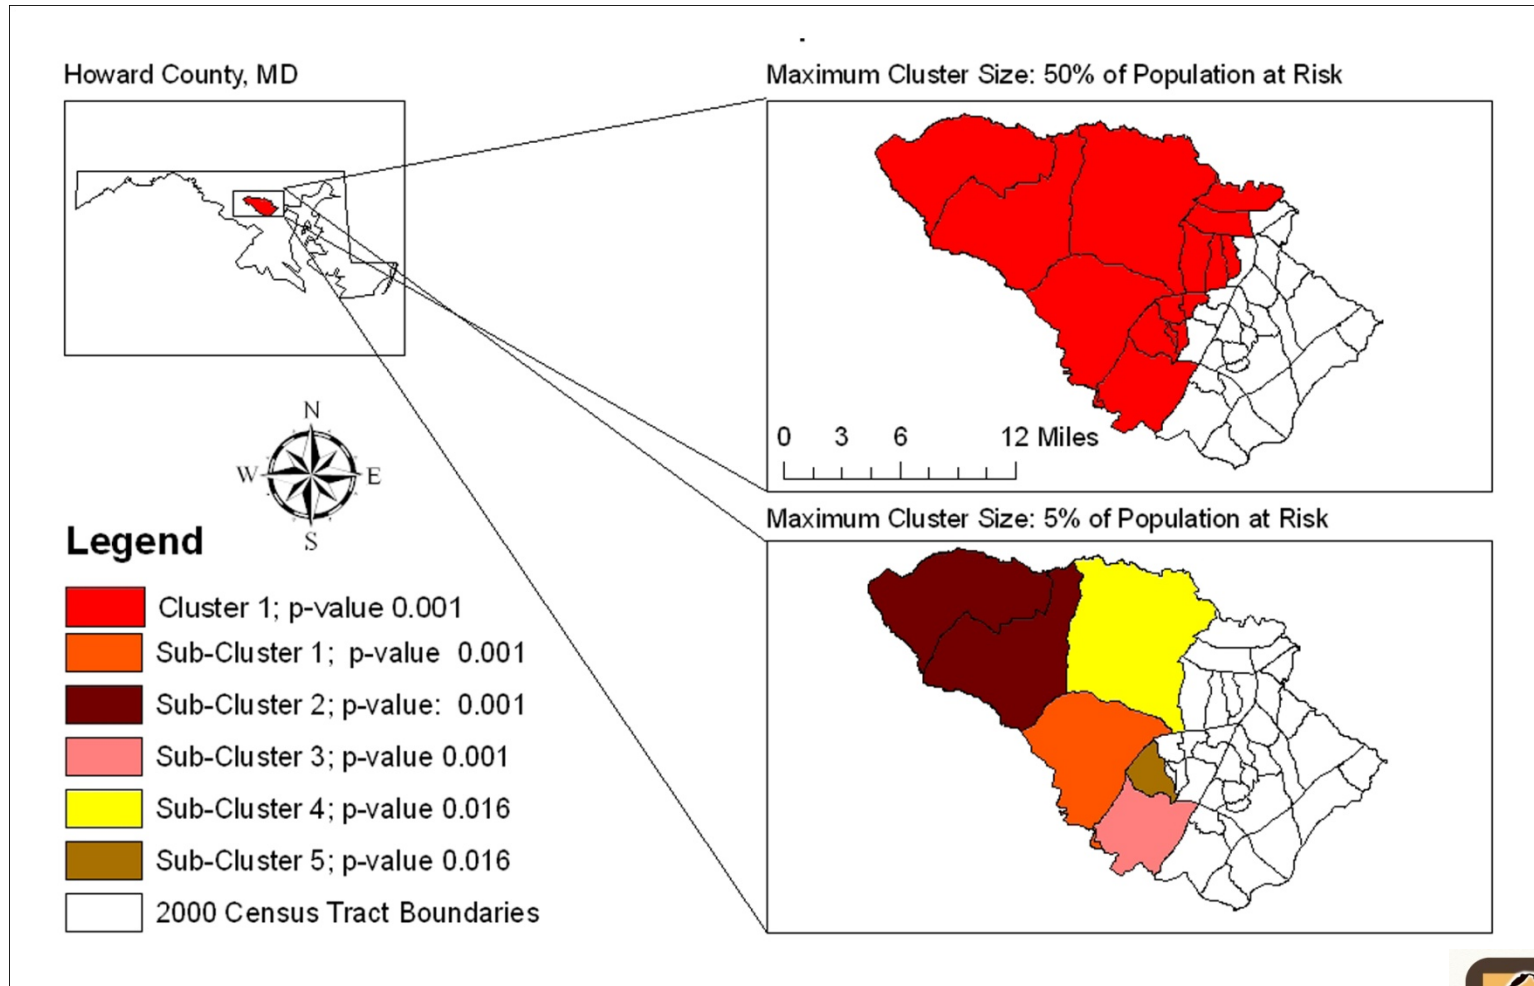 Howard County, MD
Maximum Cluster Size: 50% of Population at Risk
0 3 6 12 Miles
N
W E
S
Maximum Cluster Size: 5% of Population at Risk
Legend
Cluster 1; p-value 0.001
Sub-Cluster 1; p-value 0.001
Sub-Cluster 2; p-value: 0.001
Sub-Cluster 3; p-value 0.001
Sub-Cluster 4; p-value 0.016
Sub-Cluster 5; p-value 0.016
2000 Census Tract Boundaries